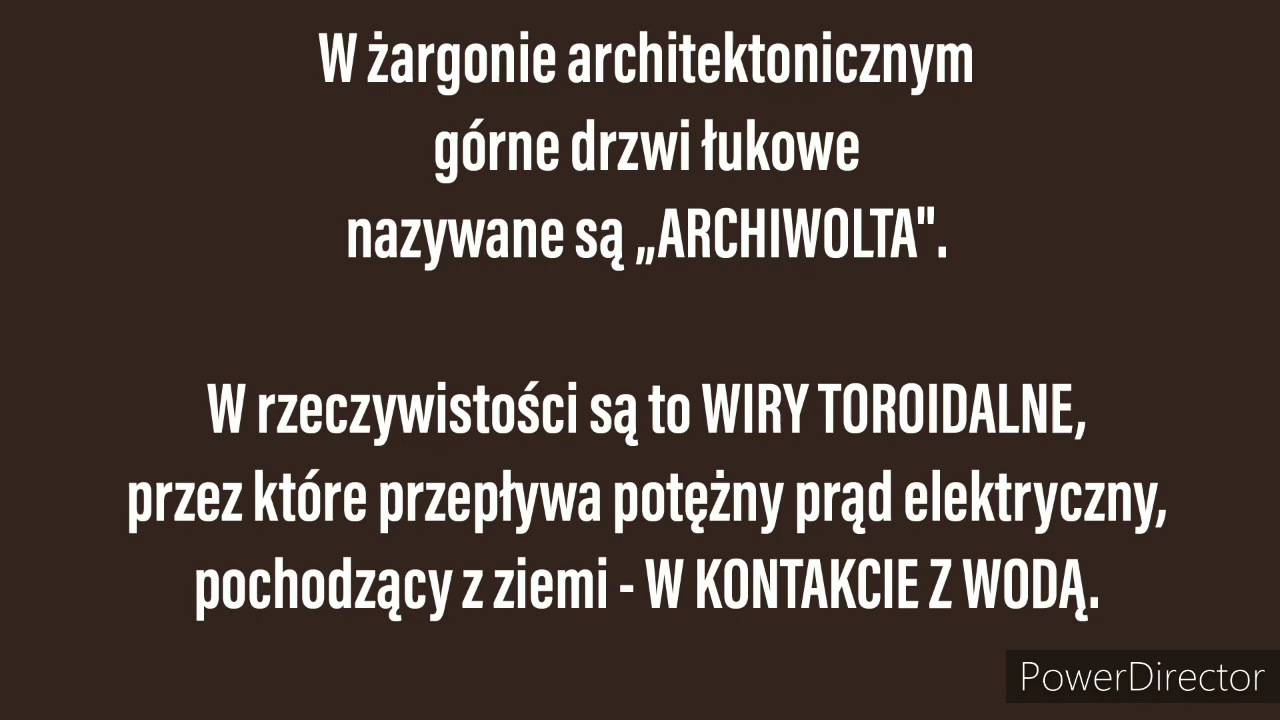 W żargonie architektonicznym
górne drzwi łukowe
nazywane są „ARCHIWOLTA".
W rzeczywistości są to WIRY TOROIDALNE,
przez które przepływa potężny prąd elektryczny,
pochodzący z ziemi - W KONTAKCIE Z WODĄ.
PowerDirector